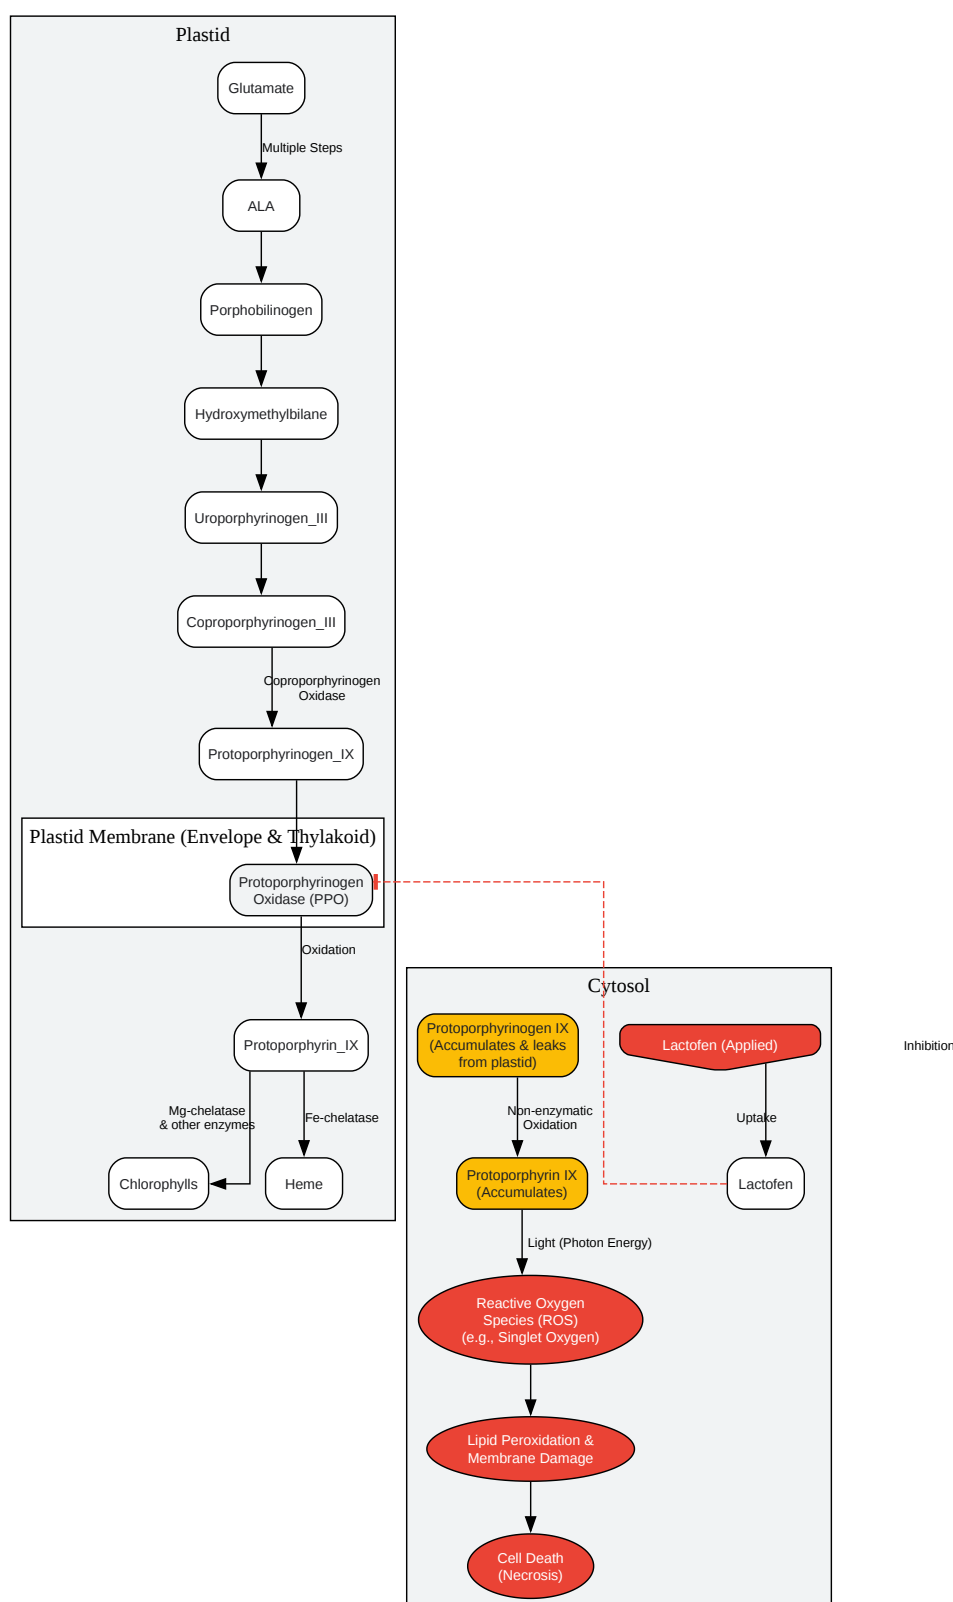 Plastid
Glutamate
Multiple Steps
ALA
Porphobilinogen
Hydroxymethylbilane
Uroporphyrinogen_III
Coproporphyrinogen_III
Coproporphyrinogen
Oxidase
Protoporphyrinogen_IX
Plastid Membrane (Envelope & Thylakoid)
Protoporphyrinogen
Oxidase (PPO)
Oxidation
Protoporphyrin_IX
Mg-chelatase
& other enzymes
Fe-chelatase
Chlorophylls
Heme
Cytosol
Protoporphyrinogen IX
(Accumulates & leaks
from plastid)
Lactofen (Applied)
Inhibition
Non-enzymatic
Oxidation
Uptake
Protoporphyrin IX
(Accumulates)
Lactofen
Light (Photon Energy)
Reactive Oxygen
Species (ROS)
(e.g., Singlet Oxygen)
Lipid Peroxidation &
Membrane Damage
Cell Death
(Necrosis)